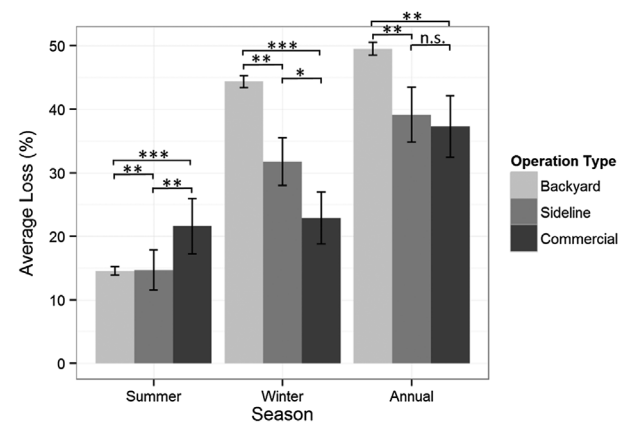 **
***
**
n.s.
***
**
*
***
**
**
50
40
30
20
10
0
Average Loss (%)
Summer
Winter
Annual
Season
Operation Type
Backyard
Sideline
Commercial